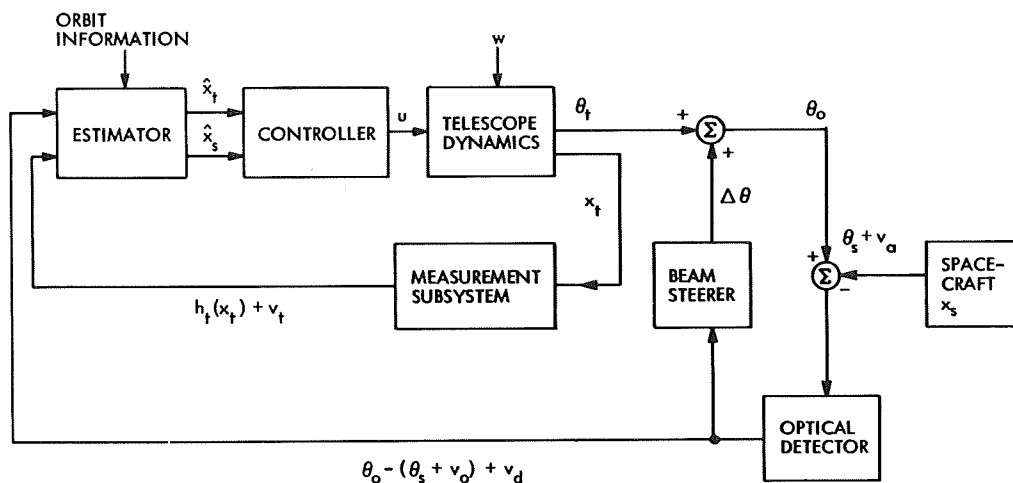 ORBIT
INFORMATION
ESTIMATOR
x̂ₜ
x̂ₛ
CONTROLLER
u
w
TELESCOPE
DYNAMICS
θₜ
xₜ
+
Σ
+
θₒ
Δθ
MEASUREMENT
SUBSYSTEM
hₜ(xₜ) + vₜ
BEAM
STEERER
θₛ + vₐ
+
Σ
−
SPACE-
CRAFT
xₛ
OPTICAL
DETECTOR
θₒ − (θₛ + vₒ) + v_d